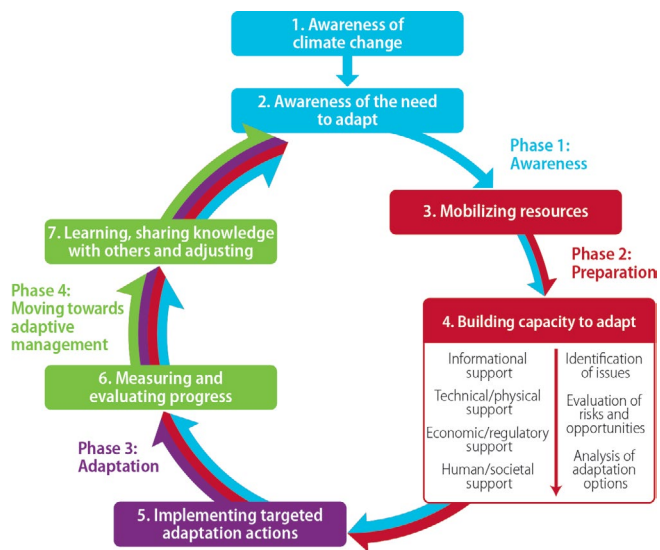 1. Awareness of
climate change
2. Awareness of the need
to adapt
Phase 1:
Awareness
3. Mobilizing resources
Phase 2:
Preparation
4. Building capacity to adapt
Informational
support
Technical/physical
support
Economic/regulatory
support
Human/societal
support
Identification
of issues
Evaluation of
risks and
opportunities
Analysis of
adaptation
options
5. Implementing targeted
adaptation actions
Phase 3:
Adaptation
6. Measuring and
evaluating progress
Phase 4:
Moving towards
adaptive
management
7. Learning, sharing knowledge
with others and adjusting